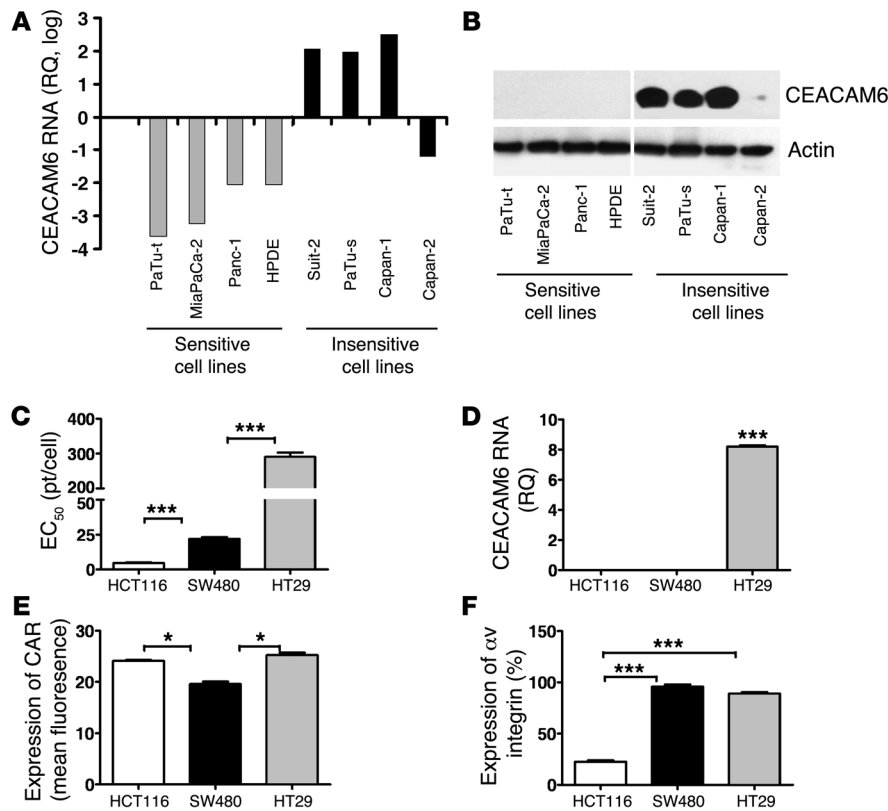 A
CEACAM6 RNA (RQ, log)
3
2
1
0
-1
-2
-3
-4
PaTu-t
MiaPaCa-2
Panc-1
HPDE
Suit-2
PaTu-s
Capan-1
Capan-2
Sensitive
cell lines
Insensitive
cell lines
B
CEACAM6
Actin
PaTu-t
MiaPaCa-2
Panc-1
HPDE
Suit-2
PaTu-s
Capan-1
Capan-2
Sensitive
cell lines
Insensitive
cell lines
C
EC50 (pt/cell)
400
300
200
50
25
0
***
***
HCT116
SW480
HT29
D
CEACAM6 RNA
(RQ)
10
8
6
4
2
0
***
HCT116
SW480
HT29
E
Expression of CAR
(mean fluoresence)
30
20
10
0
*
*
HCT116
SW480
HT29
F
Expression of αv
integrin (%)
150
100
50
0
***
***
HCT116
SW480
HT29